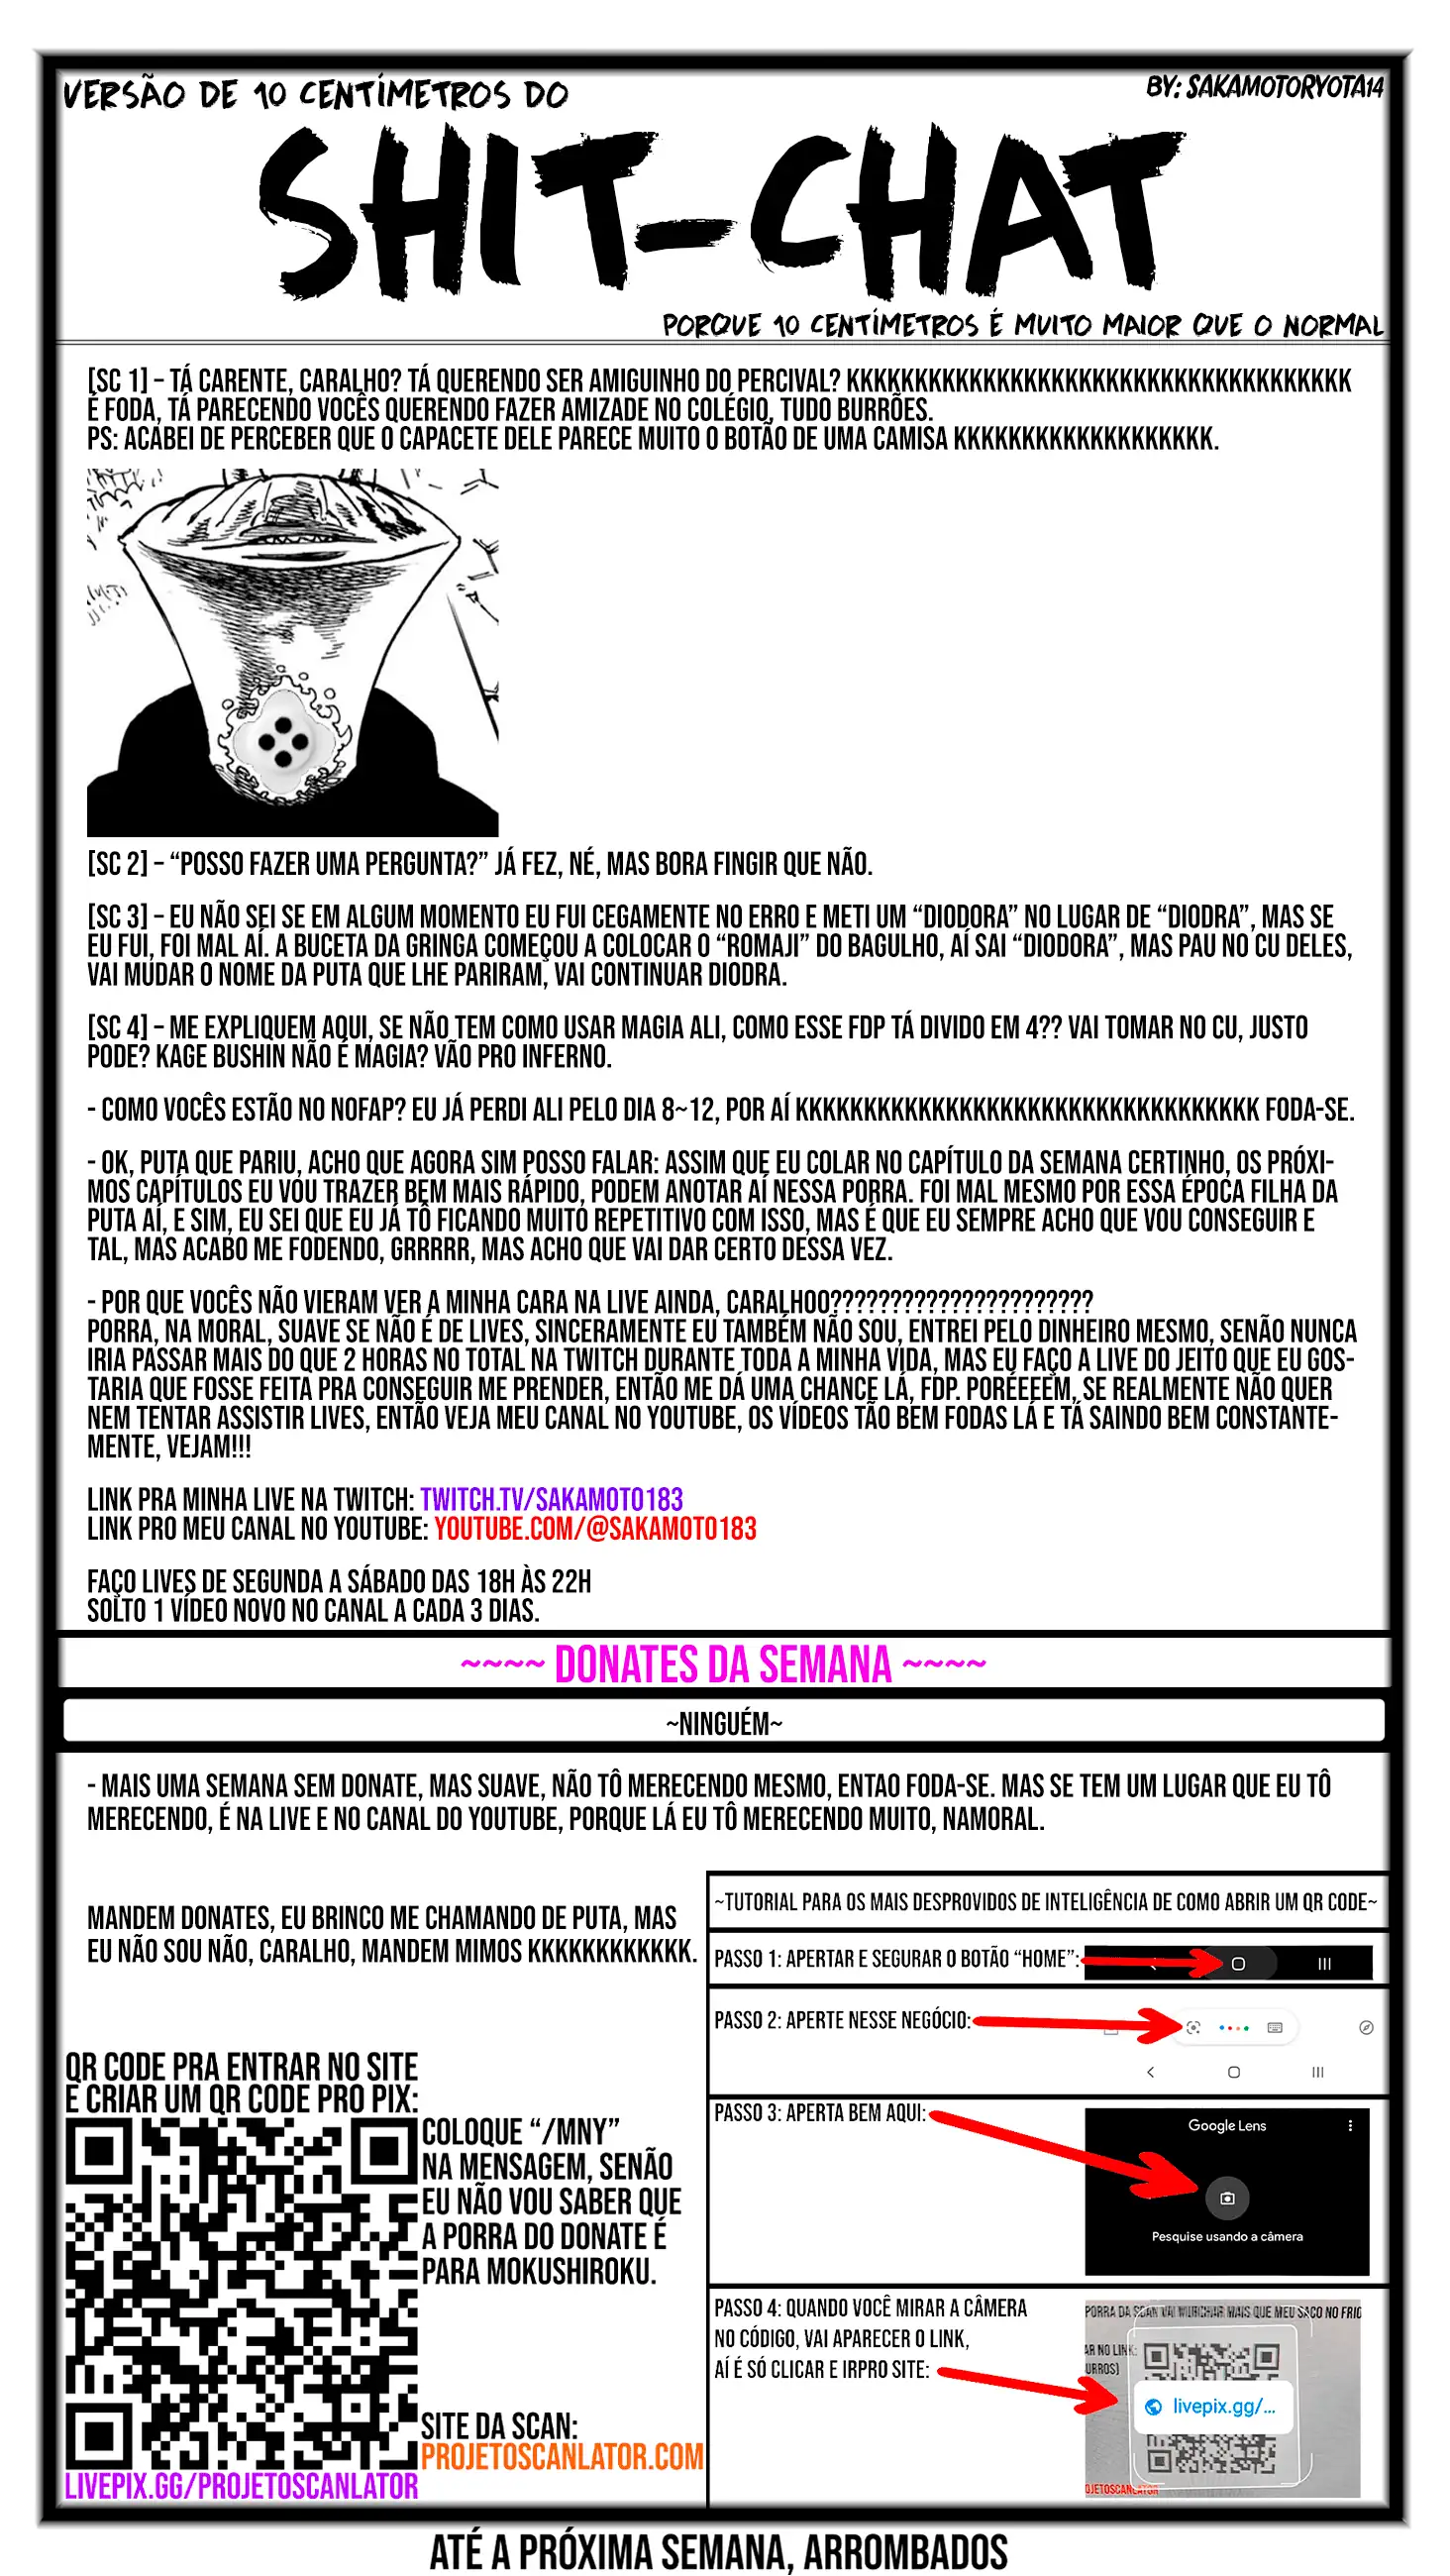 VERSÃO DE 10 CENTÍMETROS DO
BY: SAKAMOTORYOTA14
SHIT-CHAT
PORQUE 10 CENTÍMETROS É MUITO MAIOR QUE O NORMAL
[SC 1] – TÁ CARENTE, CARALHO? TÁ QUERENDO SER AMIGUINHO DO PERCIVAL? KKKKKKKKKKKKKKKKKKKKKKKKKKKKKKKKKKKKK
É FODA, TÁ PARECENDO VOCÊS QUERENDO FAZER AMIZADE NO COLÉGIO, TUDO BURRÕES.
PS: ACABEI DE PERCEBER QUE O CAPACETE DELE PARECE MUITO O BOTÃO DE UMA CAMISA KKKKKKKKKKKKKKKKKKK.
[SC 2] – “POSSO FAZER UMA PERGUNTA?” JÁ FEZ, NÉ, MAS BORA FINGIR QUE NÃO.
[SC 3] – EU NÃO SEI SE EM ALGUM MOMENTO EU FUI CEGAMENTE NO ERRO E METI UM “DIODORA” NO LUGAR DE “DIODRA”, MAS SE
EU FUI, FOI MAL AÍ. A BUCETA DA GRINGA COMEÇOU A COLOCAR O “ROMAJI” DO BAGULHO, AÍ SAI “DIODORA”, MAS PAU NO CU DELES,
VAI MUDAR O NOME DA PUTA QUE LHE PARIRAM, VAI CONTINUAR DIODRA.
[SC 4] – ME EXPLIQUEM AQUI, SE NÃO TEM COMO USAR MAGIA ALI, COMO ESSE FDP TÁ DIVIDO EM 4?? VAI TOMAR NO CU, JUSTO
PODE? KAGE BUSHIN NÃO É MAGIA? VÃO PRO INFERNO.
- COMO VOCÊS ESTÃO NO NOFAP? EU JÁ PERDI ALI PELO DIA 8~12, POR AÍ KKKKKKKKKKKKKKKKKKKKKKKKKKKKKKKKKK FODA-SE.
- OK, PUTA QUE PARIU, ACHO QUE AGORA SIM POSSO FALAR: ASSIM QUE EU COLAR NO CAPÍTULO DA SEMANA CERTINHO, OS PRÓXI-
MOS CAPÍTULOS EU VOU TRAZER BEM MAIS RÁPIDO, PODEM ANOTAR AÍ NESSA PORRA. FOI MAL MESMO POR ESSA ÉPOCA FILHA DA
PUTA AÍ, E SIM, EU SEI QUE EU JÁ TÔ FICANDO MUITO REPETITIVO COM ISSO, MAS É QUE EU SEMPRE ACHO QUE VOU CONSEGUIR E
TAL, MAS ACABO ME FODENDO, GRRRRR, MAS ACHO QUE VAI DAR CERTO DESSA VEZ.
- POR QUE VOCÊS NÃO VIERAM VER A MINHA CARA NA LIVE AINDA, CARALHOO??????????????????????
PORRA, NA MORAL, SUAVE SE NÃO É DE LIVES, SINCERAMENTE EU TAMBÉM NÃO SOU, ENTREI PELO DINHEIRO MESMO, SENÃO NUNCA
IRIA PASSAR MAIS DO QUE 2 HORAS NO TOTAL NA TWITCH DURANTE TODA A MINHA VIDA, MAS EU FAÇO A LIVE DO JEITO QUE EU GOS-
TARIA QUE FOSSE FEITA PRA CONSEGUIR ME PRENDER, ENTÃO ME DÁ UMA CHANCE LÁ, FDP. PORÉEEEM, SE REALMENTE NÃO QUER
NEM TENTAR ASSISTIR LIVES, ENTÃO VEJA MEU CANAL NO YOUTUBE, OS VÍDEOS TÃO BEM FODAS LÁ E TÁ SAINDO BEM CONSTANTE-
MENTE, VEJAM!!!
LINK PRA MINHA LIVE NA TWITCH: TWITCH.TV/SAKAMOTO183
LINK PRO MEU CANAL NO YOUTUBE: YOUTUBE.COM/@SAKAMOTO183
FAÇO LIVES DE SEGUNDA A SÁBADO DAS 18H ÀS 22H
SOLTO 1 VÍDEO NOVO NO CANAL A CADA 3 DIAS.
~~~~ DONATES DA SEMANA ~~~~
~NINGUÉM~
- MAIS UMA SEMANA SEM DONATE, MAS SUAVE, NÃO TÔ MERECENDO MESMO, ENTAO FODA-SE. MAS SE TEM UM LUGAR QUE EU TÔ
MERECENDO, É NA LIVE E NO CANAL DO YOUTUBE, PORQUE LÁ EU TÔ MERECENDO MUITO, NAMORAL.
MANDEM DONATES, EU BRINCO ME CHAMANDO DE PUTA, MAS
EU NÃO SOU NÃO, CARALHO, MANDEM MIMOS KKKKKKKKKKKK.
QR CODE PRA ENTRAR NO SITE
E CRIAR UM QR CODE PRO PIX:
COLOQUE “/MNY”
NA MENSAGEM, SENÃO
EU NÃO VOU SABER QUE
A PORRA DO DONATE É
PARA MOKUSHIROKU.
SITE DA SCAN:
PROJETOSCANLATOR.COM
LIVEPIX.GG/PROJETOSCANLATOR
~TUTORIAL PARA OS MAIS DESPROVIDOS DE INTELIGÊNCIA DE COMO ABRIR UM QR CODE~
PASSO 1: APERTAR E SEGURAR O BOTÃO “HOME”:
PASSO 2: APERTE NESSE NEGÓCIO:
PASSO 3: APERTA BEM AQUI:
Google Lens
Pesquise usando a câmera
PASSO 4: QUANDO VOCÊ MIRAR A CÂMERA
NO CÓDIGO, VAI APARECER O LINK,
AÍ É SÓ CLICAR E IRPRO SITE:
PORRA DA SCAN VAI MURCHAR MAIS QUE MEU SACO NO FRIO
AR NO LINK:
URROS)
livepix.gg/...
OJETOSCANLATOR
ATÉ A PRÓXIMA SEMANA, ARROMBADOS